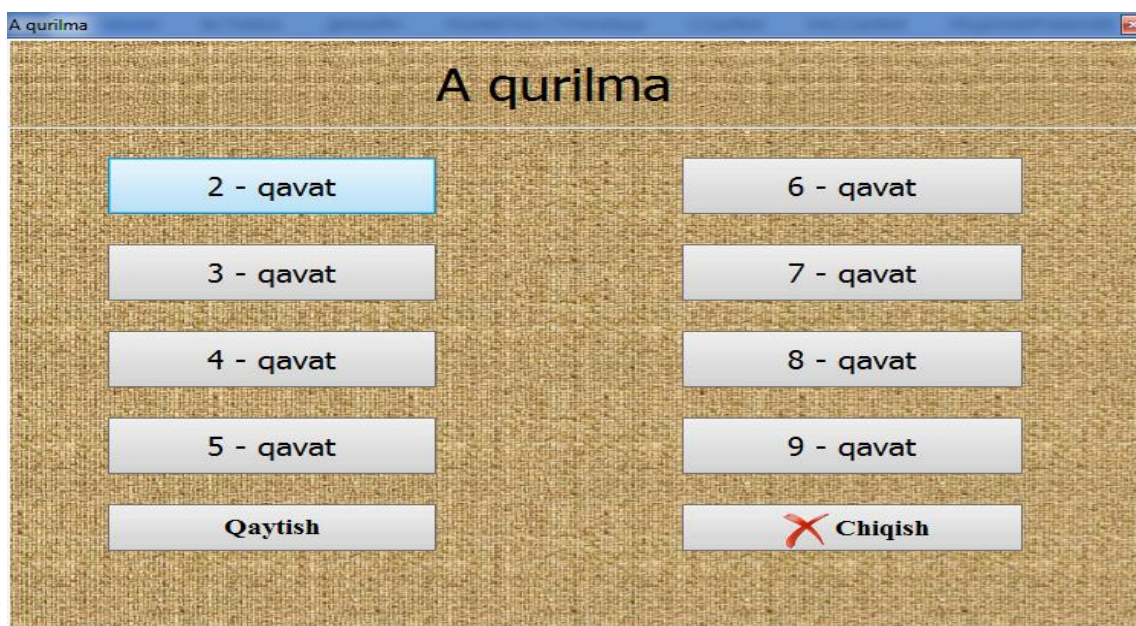 A qurilma
A qurilma
2 - qavat
6 - qavat
3 - qavat
7 - qavat
4 - qavat
8 - qavat
5 - qavat
9 - qavat
Qaytish
Chiqish